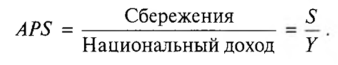 APS = Сбережения / Национальный доход = S / Y .